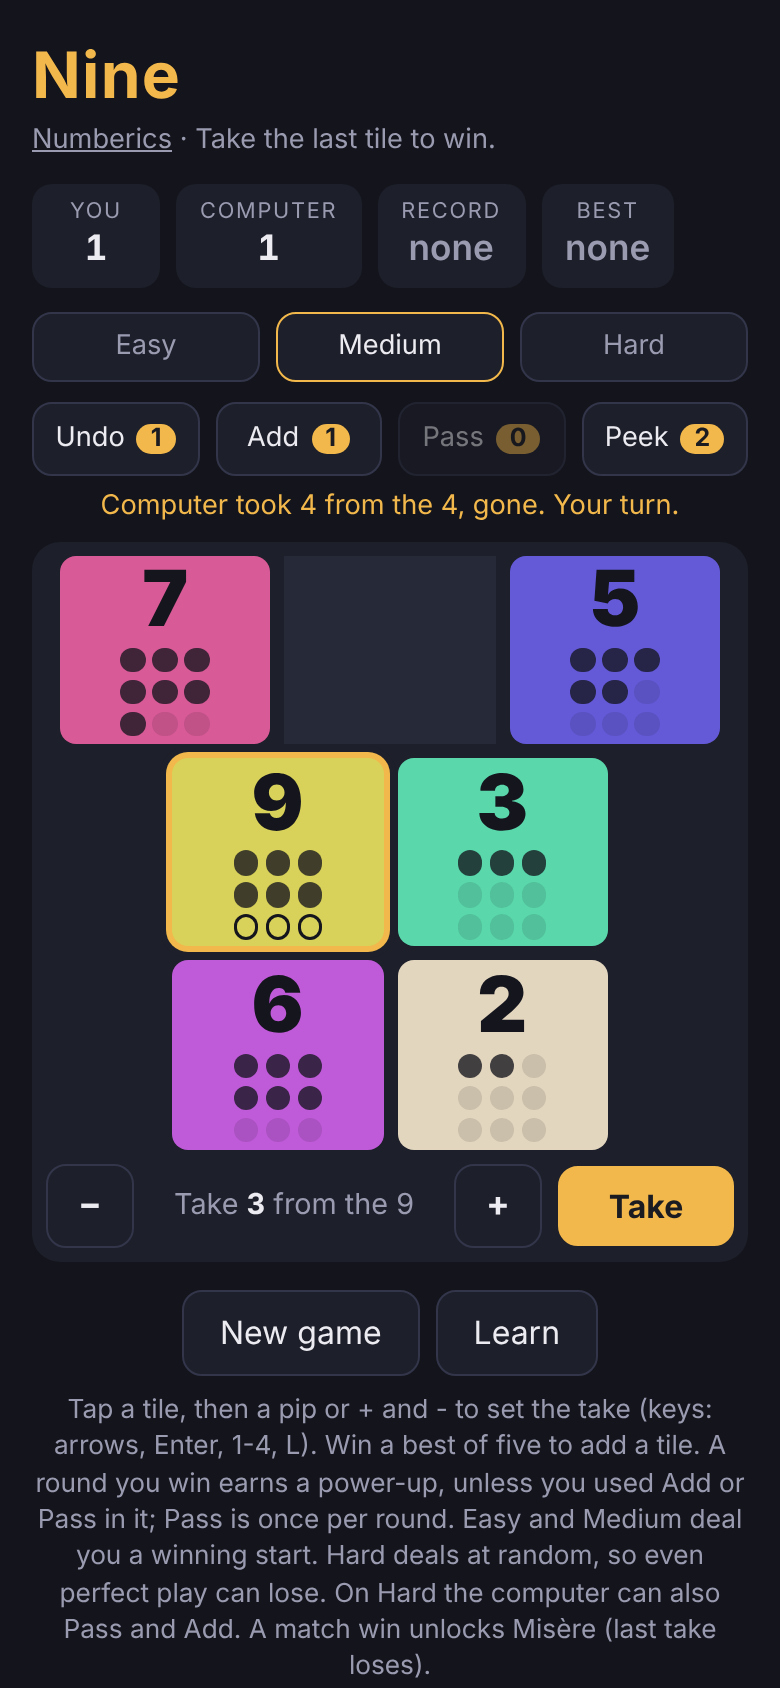 Nine
Numberics · Take the last tile to win.
YOU COMPUTER RECORD BEST
1 1 none none
Easy Medium Hard
Undo 1 Add 1 Pass 0 Peek 2
Computer took 4 from the 4, gone. Your turn.
7 5
9 3
6 2
− Take 3 from the 9 + Take
New game Learn
Tap a tile, then a pip or + and - to set the take (keys:
arrows, Enter, 1-4, L). Win a best of five to add a tile. A
round you win earns a power-up, unless you used Add or
Pass in it; Pass is once per round. Easy and Medium deal
you a winning start. Hard deals at random, so even
perfect play can lose. On Hard the computer can also
Pass and Add. A match win unlocks Misère (last take
loses).